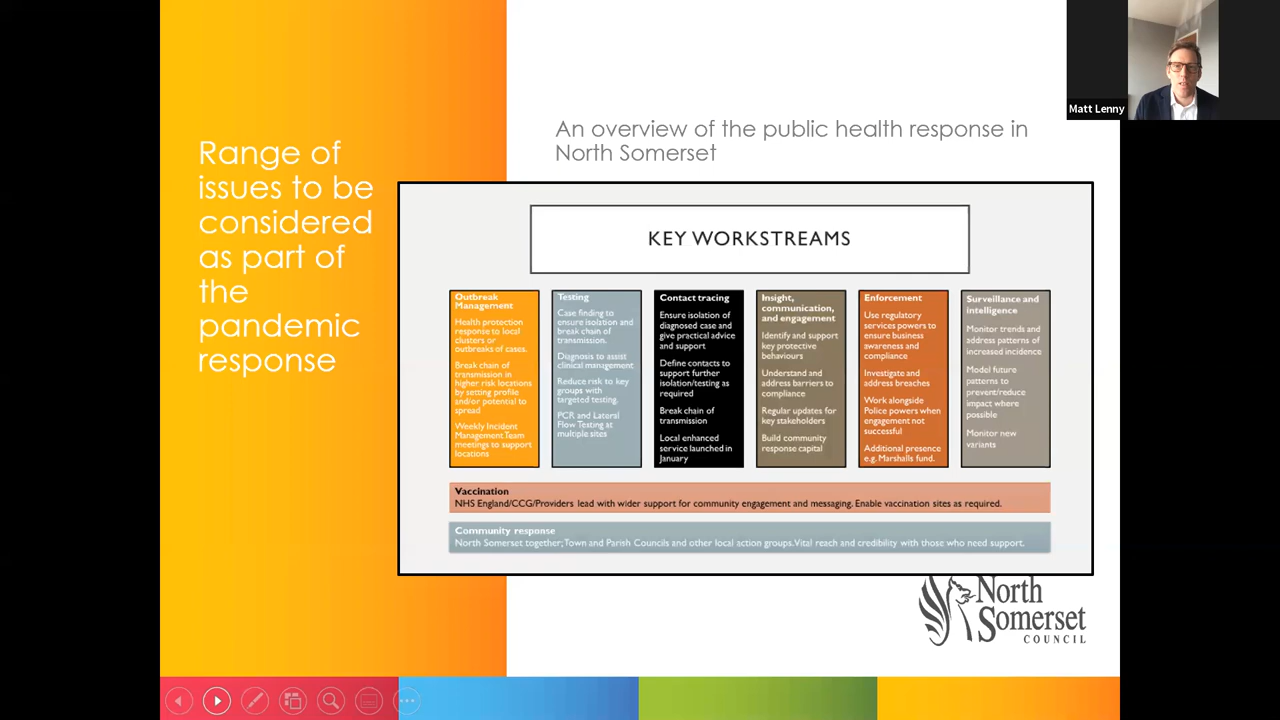 Matt Lenny
Range of
issues to be
considered
as part of
the
pandemic
response
An overview of the public health response in
North Somerset
KEY WORKSTREAMS
Outbreak
Management
Health protection
response to local
clusters or
outbreaks of cases.
Break chain of
transmission in
higher risk locations
by setting profile
and/or potential to
spread
Weekly Incident
Management Team
meetings to support
locations
Testing
Case finding to
ensure isolation and
break chain of
transmission.
Diagnosis to assist
clinical management
Reduce risk to key
groups with
targeted testing.
PCR and Lateral
Flow Testing at
multiple sites
Contact tracing
Ensure isolation of
diagnosed case and
give practical advice
and support
Define contacts to
support further
isolation/testing as
required
Break chain of
transmission
Local enhanced
service launched in
January
Insight,
communication,
and engagement
Identify and support
key protective
behaviours
Understand and
address barriers to
compliance
Regular updates for
key stakeholders
Build community
response capital
Enforcement
Use regulatory
services powers to
ensure business
awareness and
compliance
Investigate and
address breaches
Work alongside
Police powers when
engagement not
successful
Additional presence
e.g. Marshalls fund.
Surveillance and
intelligence
Monitor trends and
address patterns of
increased incidence
Model future
patterns to
prevent/reduce
impact where
possible
Monitor new
variants
Vaccination
NHS England/CCG/Providers lead with wider support for community engagement and messaging. Enable vaccination sites as required.
Community response
North Somerset together; Town and Parish Councils and other local action groups. Vital reach and credibility with those who need support.
North
Somerset
COUNCIL